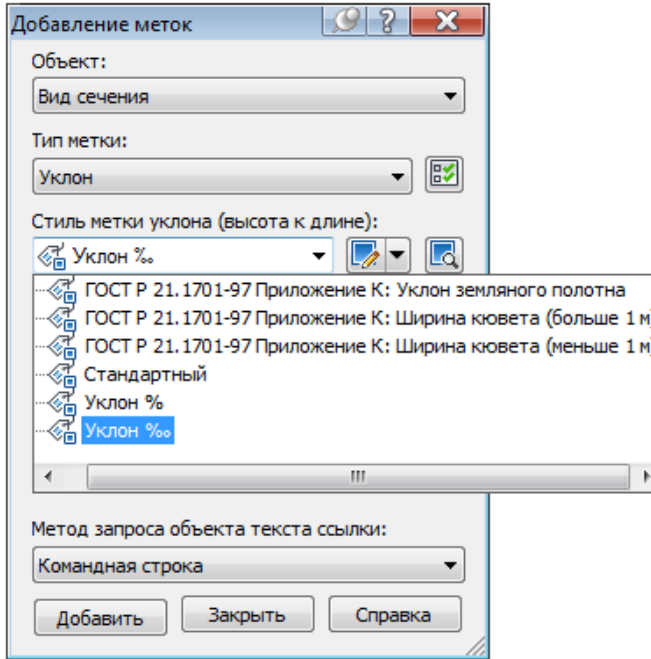 Добавление меток
Объект:
Вид сечения
Тип метки:
Уклон
Стиль метки уклона (высота к длине):
Уклон ‰
ГОСТ Р 21.1701-97 Приложение К: Уклон земляного полотна
ГОСТ Р 21.1701-97 Приложение К: Ширина кювета (больше 1 м)
ГОСТ Р 21.1701-97 Приложение К: Ширина кювета (меньше 1 м)
Стандартный
Уклон %
Уклон ‰
Метод запроса объекта текста ссылки:
Командная строка
Добавить Закрыть Справка